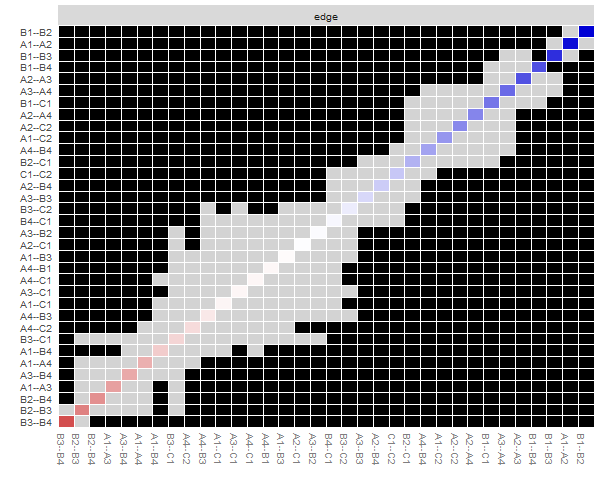 edge
B1--B2
A1--A2
B1--B3
B1--B4
A2--A3
A3--A4
B1--C1
A2--A4
A2--C2
A1--C2
A4--B4
B2--C1
C1--C2
A2--B4
A3--B3
B3--C2
B4--C1
A3--B2
A2--C1
A1--B3
A4--B1
A4--C1
A3--C1
A1--C1
A4--B3
A4--C2
B3--C1
A1--B4
A1--A4
A3--B4
A1--A3
B2--B4
B2--B3
B3--B4
B3--B4
B2--B3
B2--B4
A1--A3
A3--B4
A1--A4
A1--B4
B3--C1
A4--C2
A4--B3
A1--C1
A3--C1
A4--C1
A4--B1
A1--B3
A2--C1
A3--B2
B4--C1
B3--C2
A3--B3
A2--B4
C1--C2
B2--C1
A4--B4
A1--C2
A2--C2
A2--A4
B1--C1
A3--A4
A2--A3
B1--B4
B1--B3
A1--A2
B1--B2